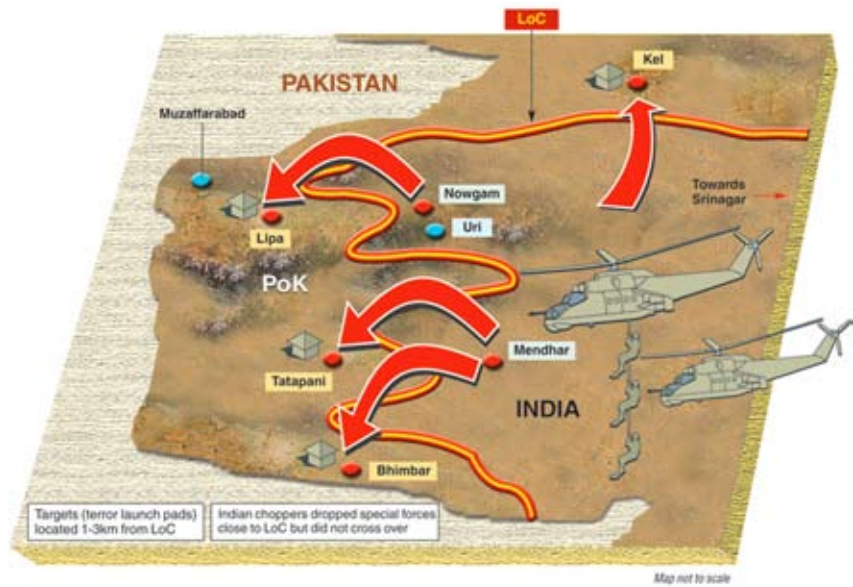 LoC
Kel
PAKISTAN
Muzaffarabad
Towards
Srinagar
Nowgam
Lipa
Uri
PoK
Mendhar
Tatapani
INDIA
Bhimbar
Targets (terror launch pads)
located 1-3km from LoC
Indian choppers dropped special forces
close to LoC but did not cross over
Map not to scale